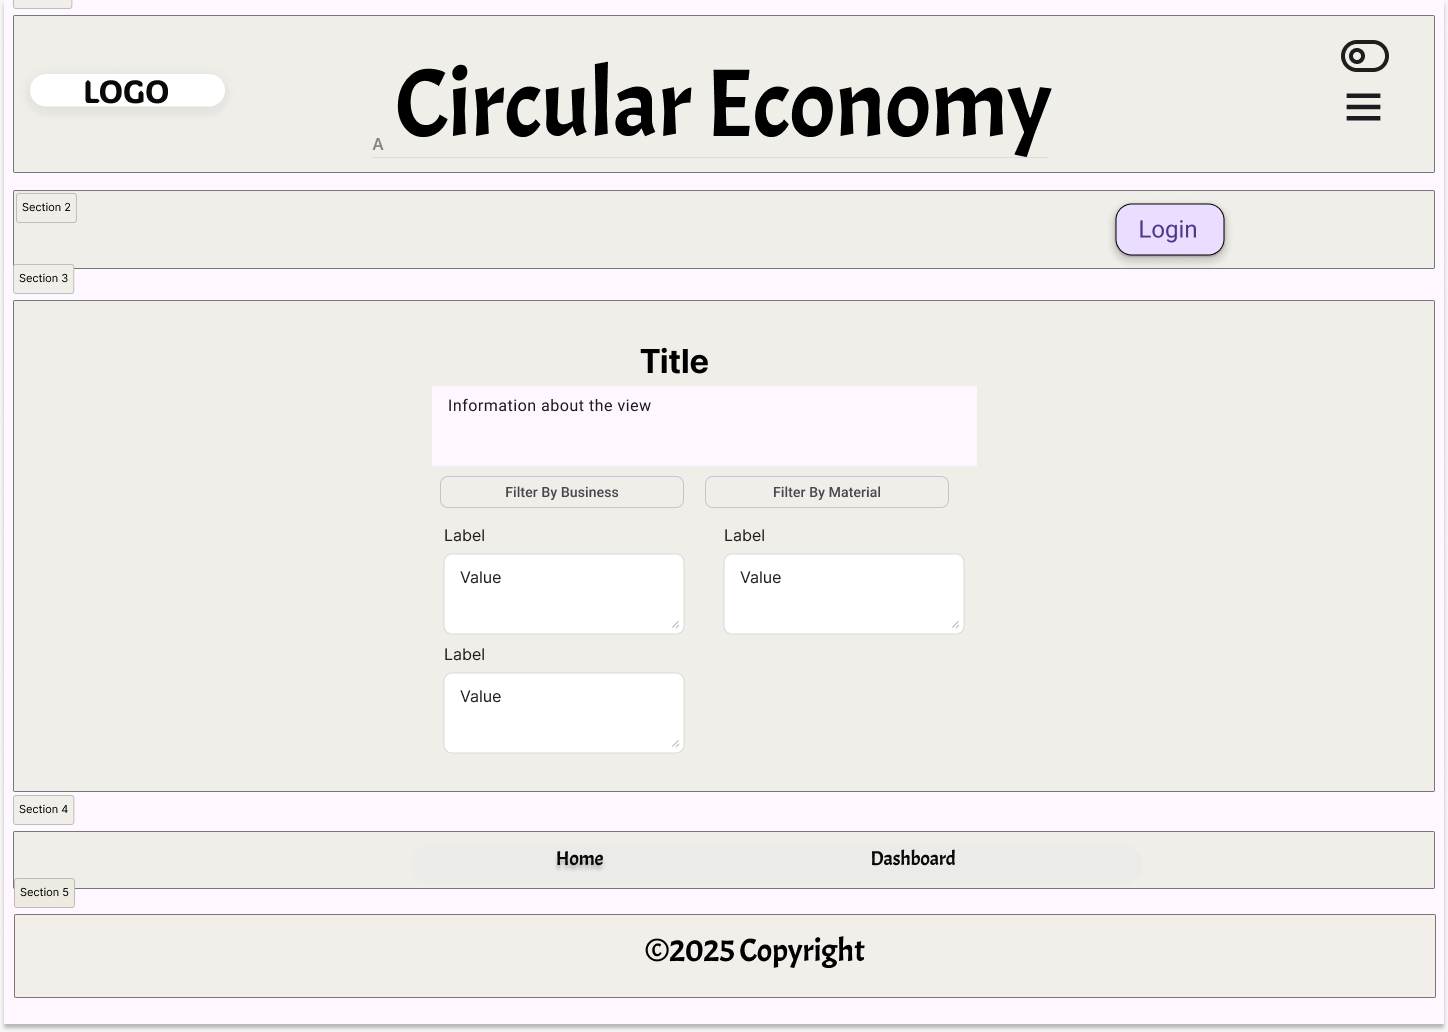 LOGO
A
Circular Economy
Section 2
Login
Section 3
Title
Information about the view
Filter By Business
Filter By Material
Label
Label
Value
Value
Label
Value
Section 4
Home
Dashboard
Section 5
©2025 Copyright